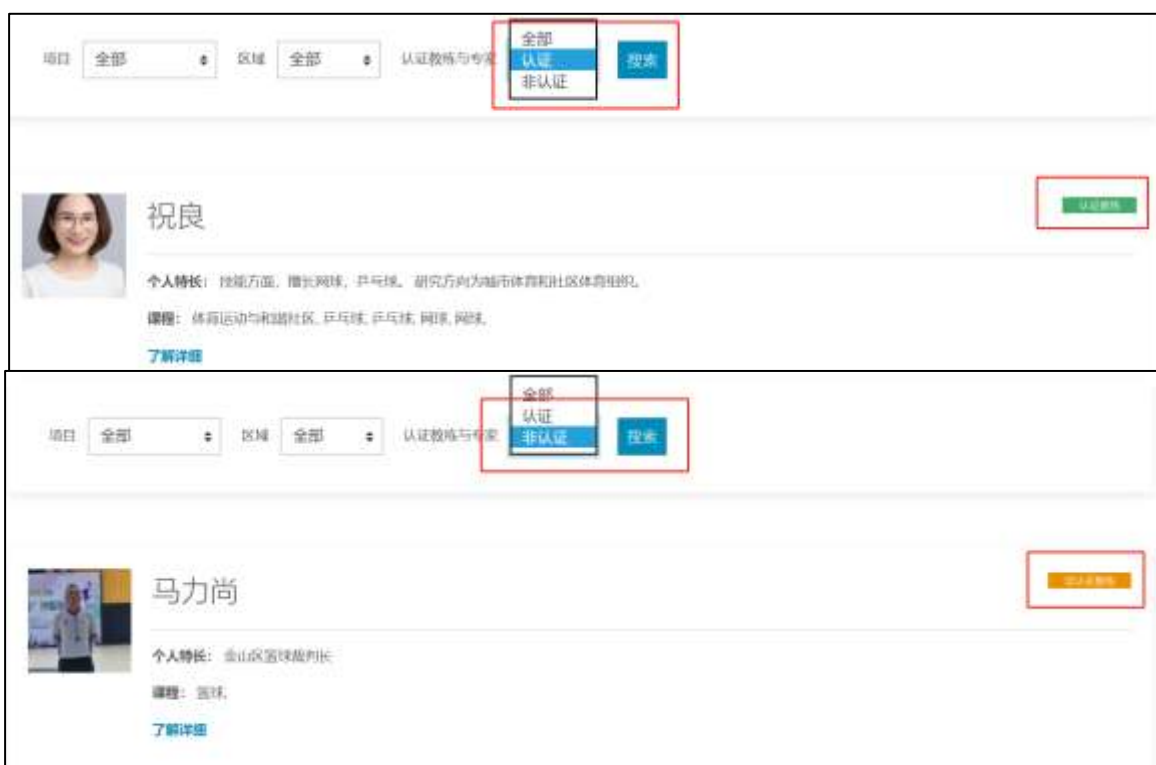 全部
项目 全部 区域 全部 认证教练与专家 认证 搜索
非认证
祝良
认证教练
个人特长： 技能方面，擅长网球，乒乓球。研究方向为城市体育和社区体育组织。
课程： 体育运动与和谐社区, 乒乓球, 乒乓球, 网球, 网球,
了解详细
全部
认证
项目 全部 区域 全部 认证教练与专家 非认证 搜索
马力尚
非认证教练
个人特长： 金山区篮球裁判长
课程： 篮球,
了解详细